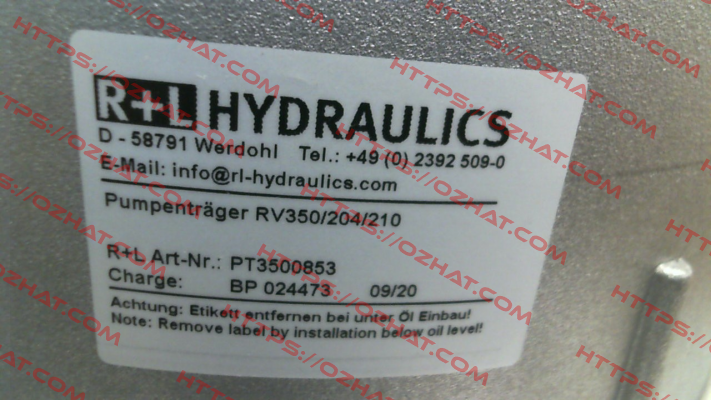 R+L HYDRAULICS
D - 58791 Werdohl Tel.: +49 (0) 2392 509-0
E-Mail: info@rl-hydraulics.com
Pumpenträger RV350/204/210
R+L Art-Nr.: PT3500853
Charge: BP 024473 09/20
Achtung: Etikett entfernen bei unter Öl Einbau!
Note: Remove label by installation below oil level!
HTTPS://OZHAT.COM